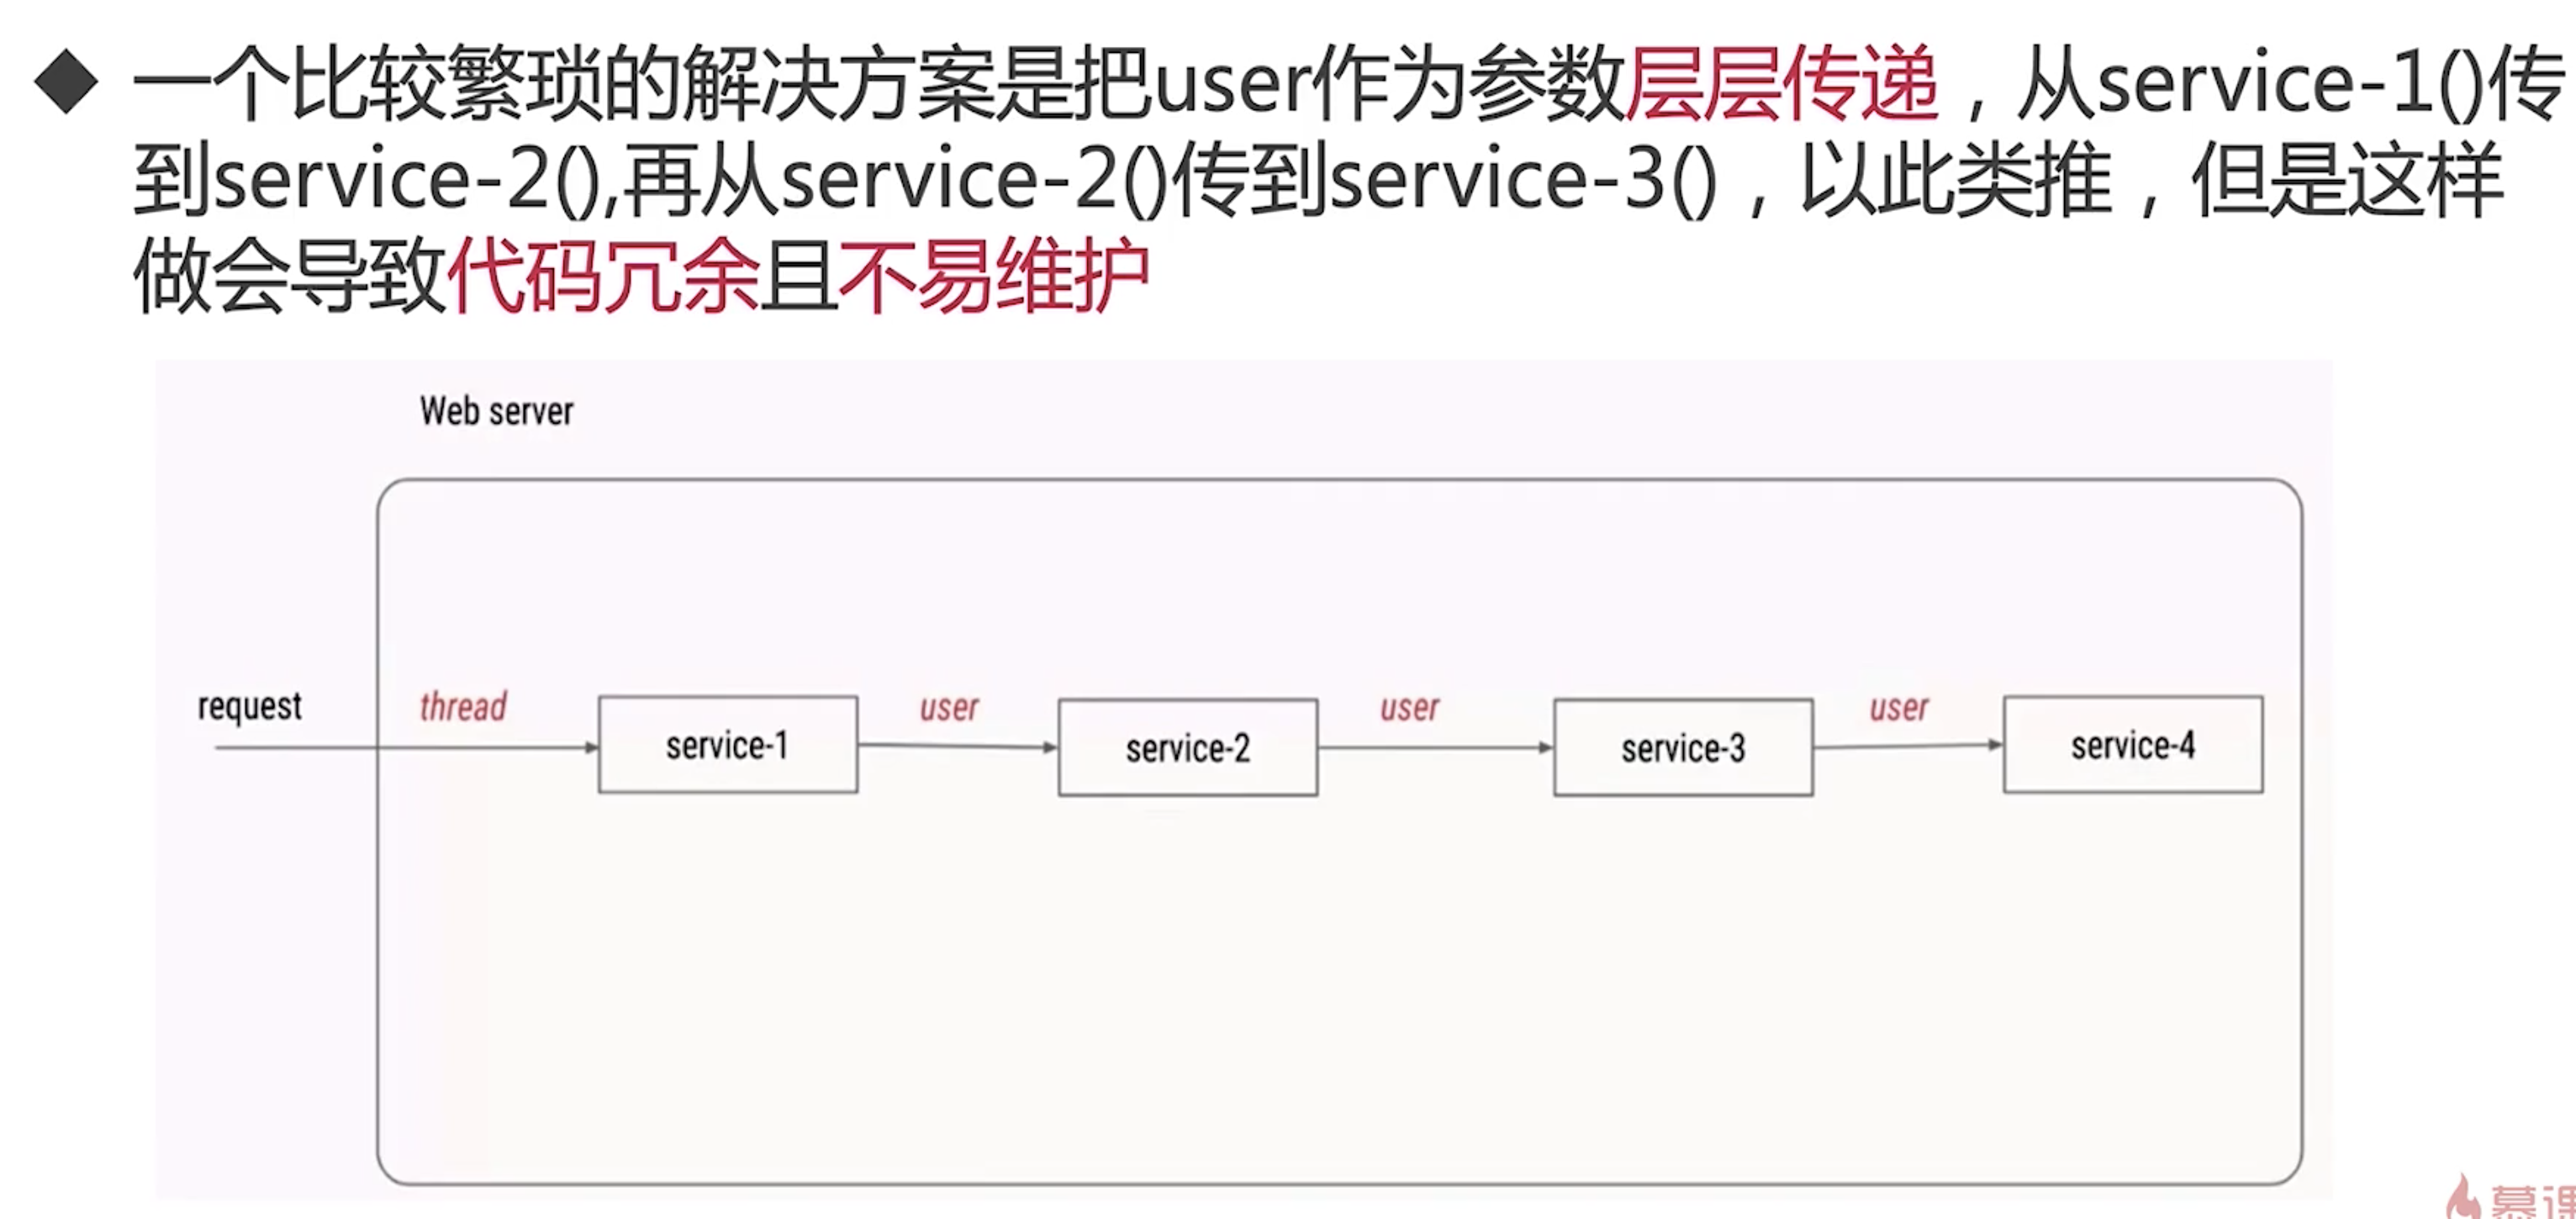 一个比较繁琐的解决方案是把user作为参数层层传递，从service-1()传
到service-2(),再从service-2()传到service-3()，以此类推，但是这样
做会导致代码冗余且不易维护
Web server
request
thread
service-1
user
service-2
user
service-3
user
service-4
慕课